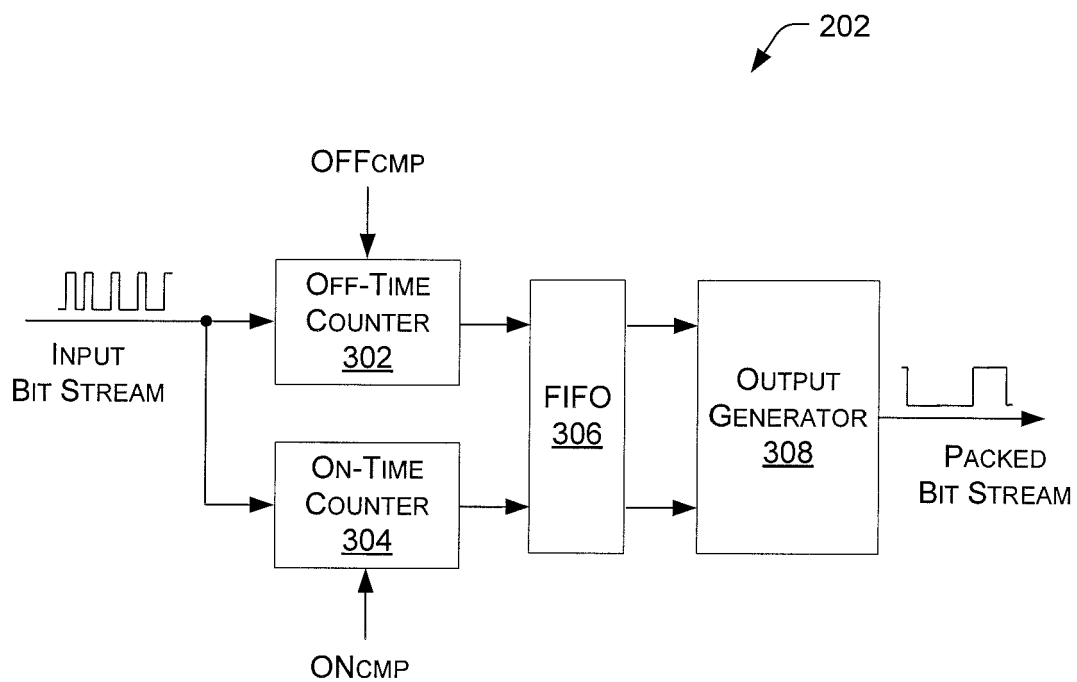 202
OFFCMP
OFF-TIME
COUNTER
302
INPUT
BIT STREAM
ON-TIME
COUNTER
304
ONCMP
FIFO
306
OUTPUT
GENERATOR
308
PACKED
BIT STREAM